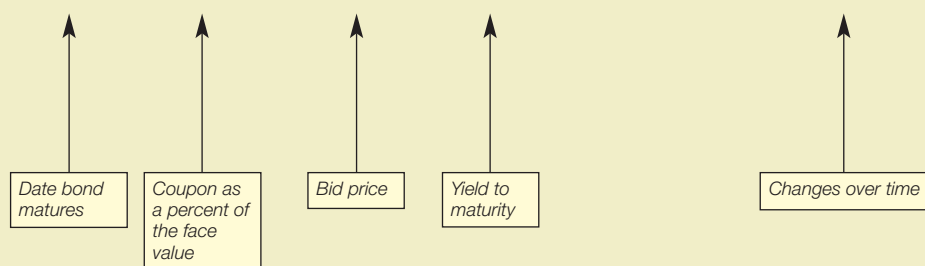 Date bond
matures
Coupon as
a percent of
the face
value
Bid price
Yield to
maturity
Changes over time